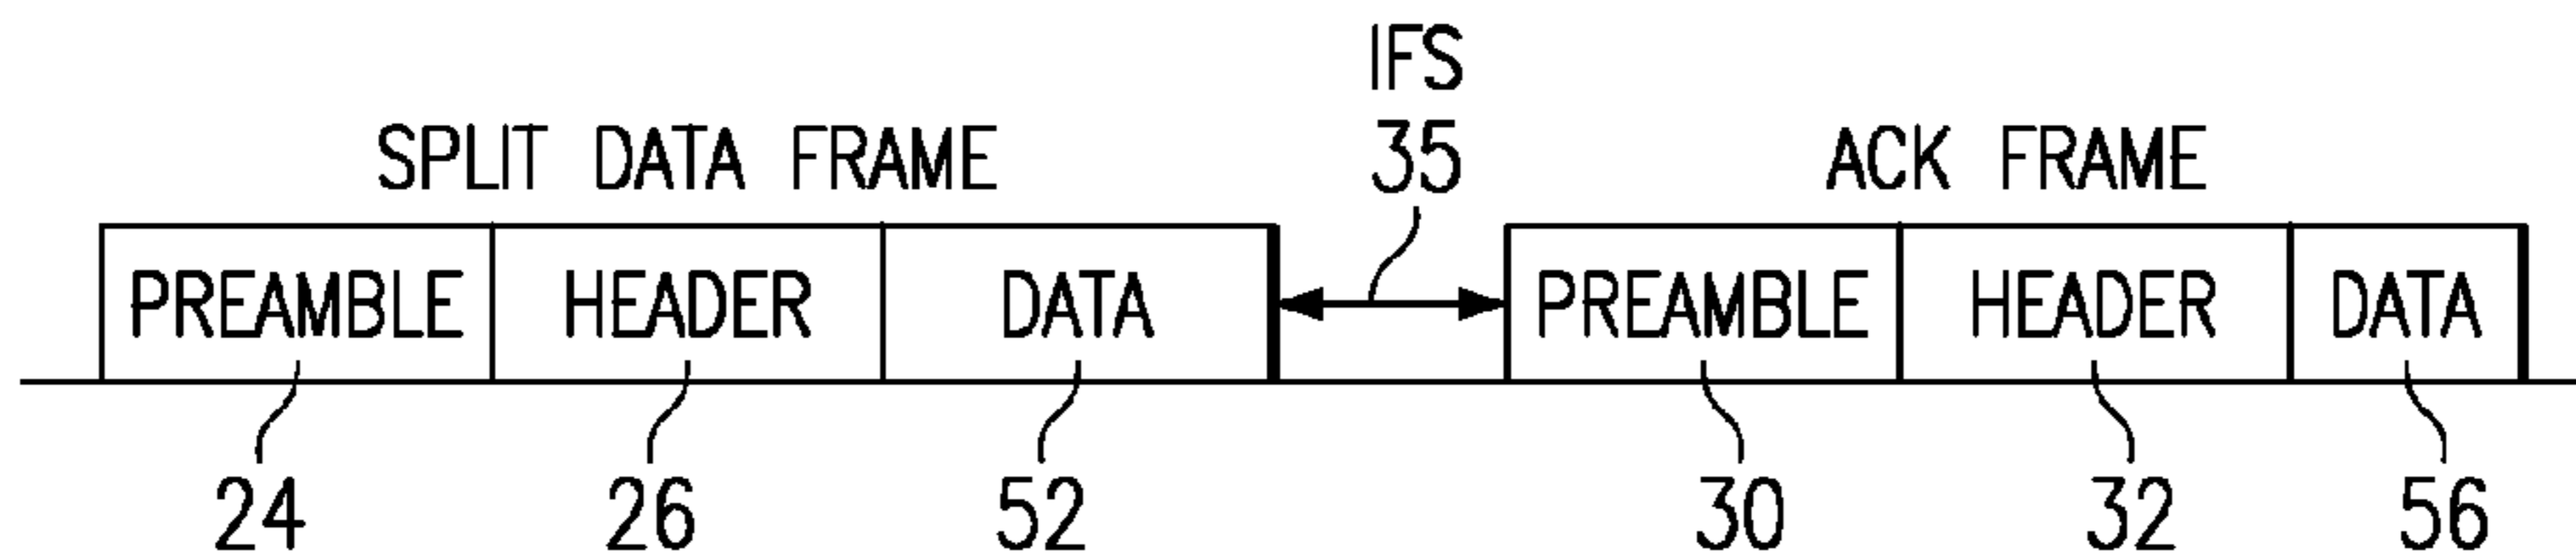 IFS
35
SPLIT DATA FRAME
ACK FRAME
PREAMBLE HEADER DATA PREAMBLE HEADER DATA
24 26 52 30 32 56